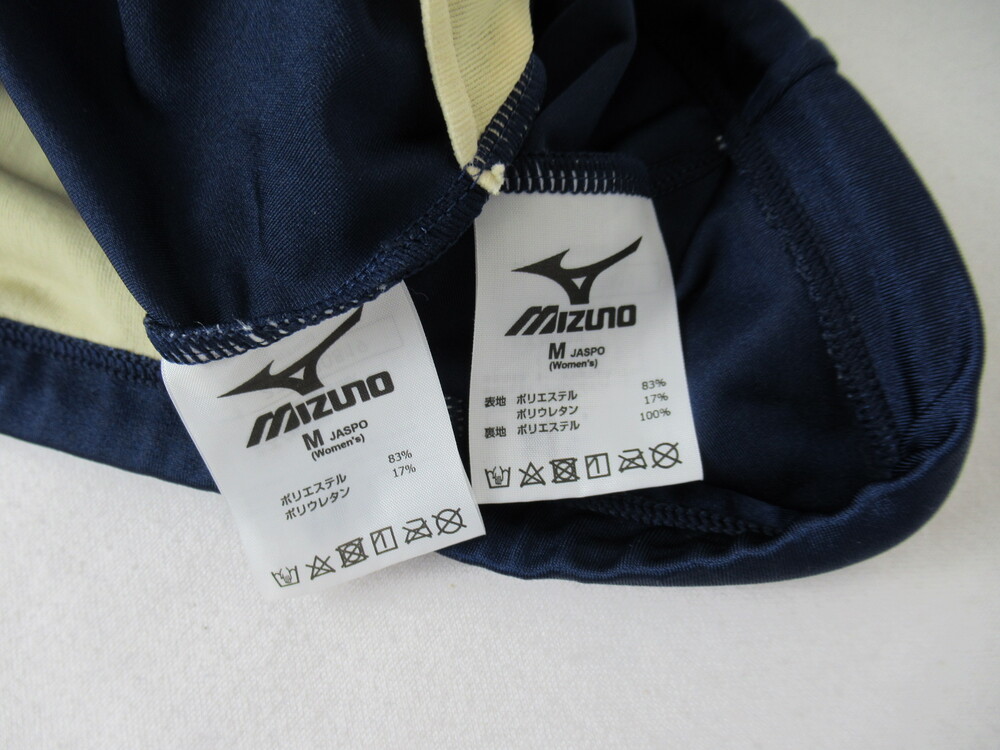 MIZUNO
M JASPO
(Women's)
ポリエステル 83%
ポリウレタン 17%
MIZUNO
M JASPO
(Women's)
表地 ポリエステル 83%
ポリウレタン 17%
裏地 ポリエステル 100%